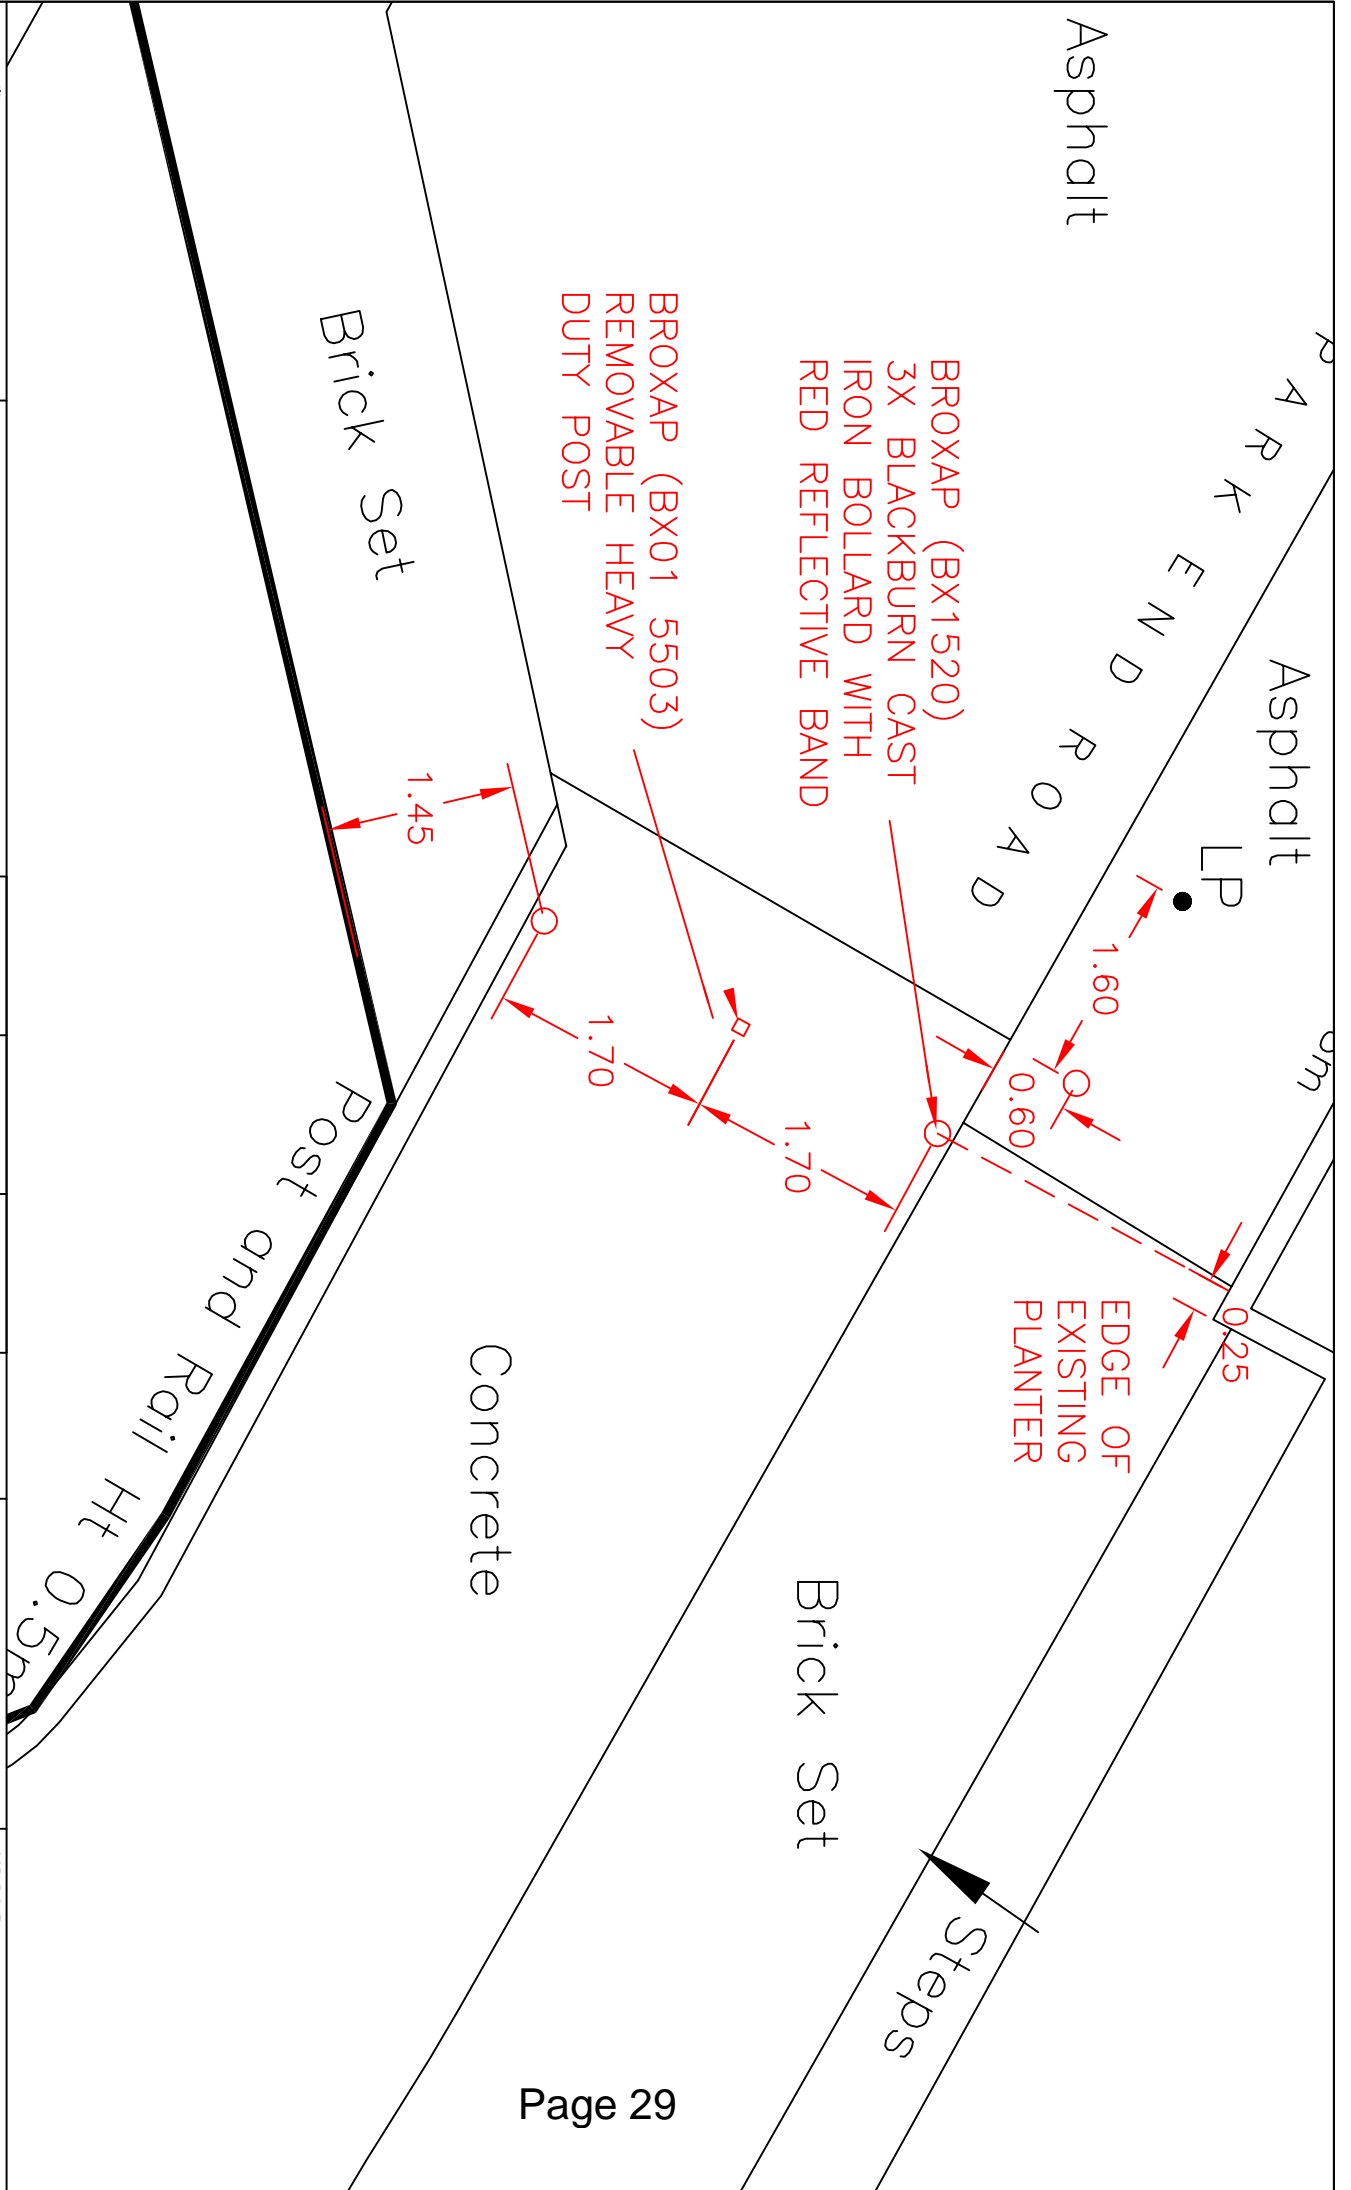 Asphalt
PARK END ROAD
Asphalt
LP
1.60
0.60
BROXAP (BX1520)
3X BLACKBURN CAST
IRON BOLLARD WITH
RED REFLECTIVE BAND
BROXAP (BX01 5503)
REMOVABLE HEAVY
DUTY POST
Brick Set
1.45
1.70
1.70
0.25
EDGE OF
EXISTING
PLANTER
Post and Rail Ht 0.5m
Concrete
Brick Set
Steps
Page 29